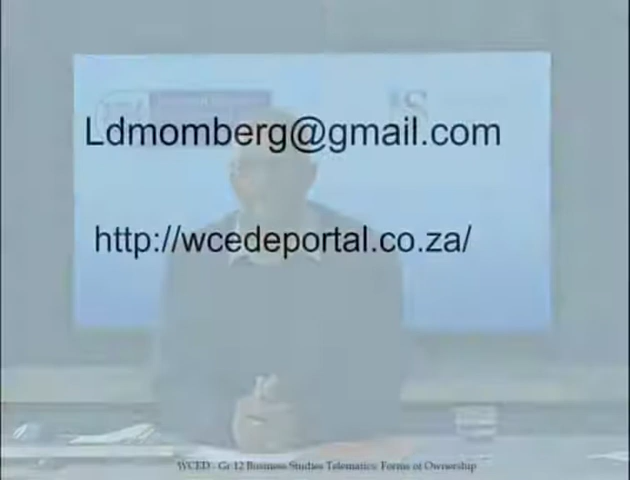 Ldmomberg@gmail.com
http://wcedeportal.co.za/
WCED - Gr 12 Business Studies Telematics: Forms of Ownership